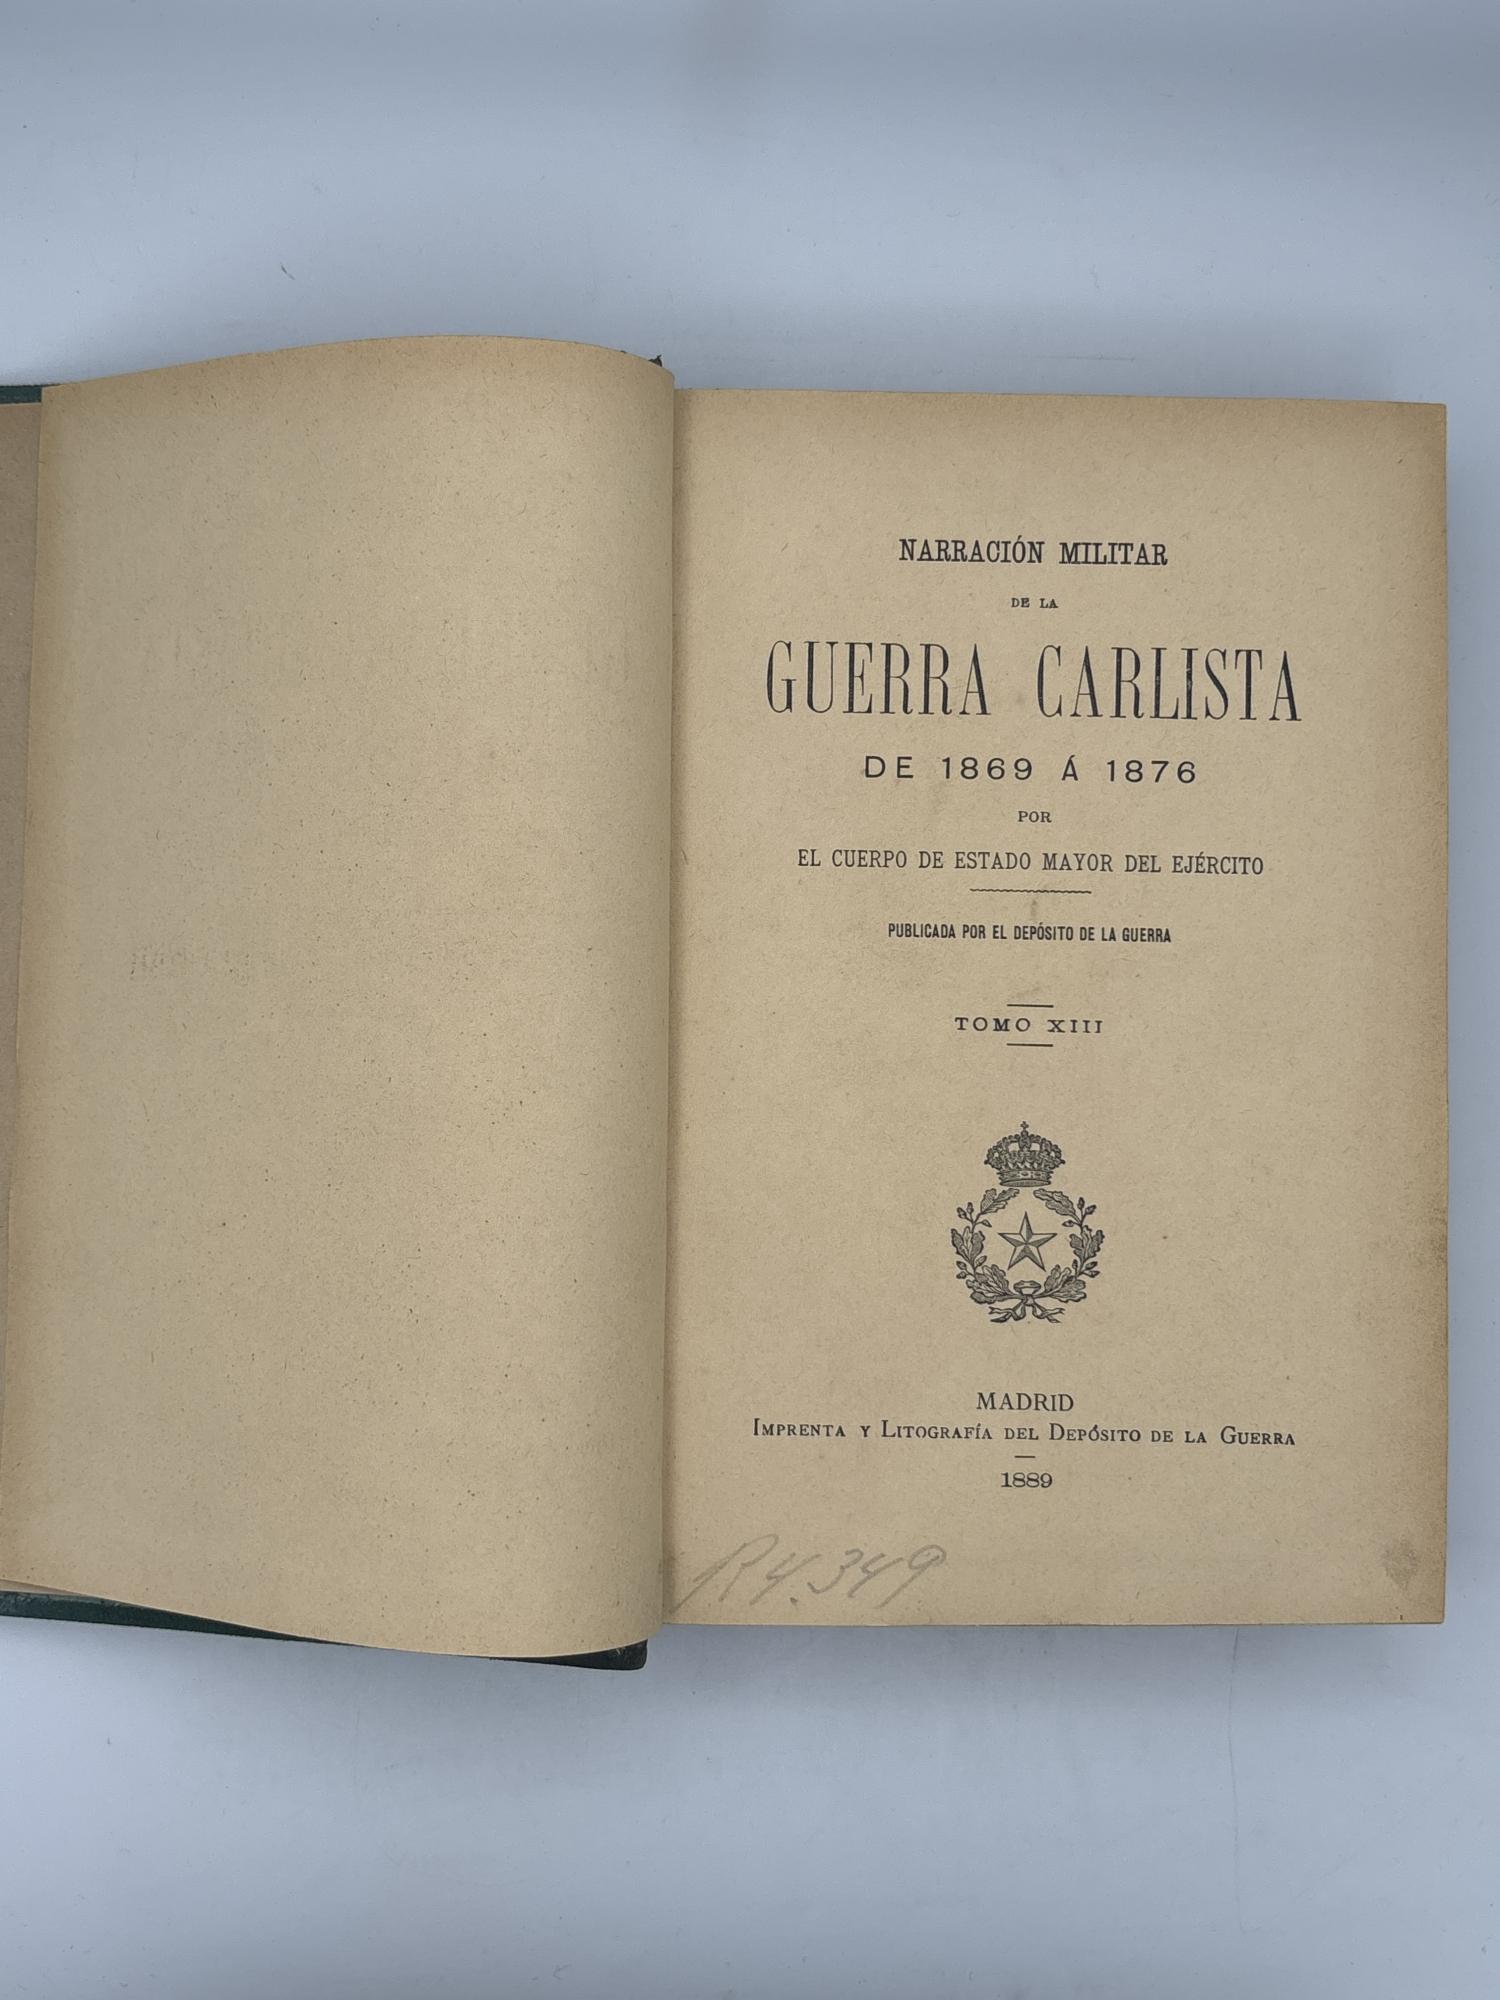 NARRACIÓN MILITAR
DE LA
GUERRA CARLISTA
DE 1869 Á 1876
POR
EL CUERPO DE ESTADO MAYOR DEL EJÉRCITO
PUBLICADA POR EL DEPÓSITO DE LA GUERRA
TOMO XIII
MADRID
IMPRENTA Y LITOGRAFÍA DEL DEPÓSITO DE LA GUERRA
1889
R4.349